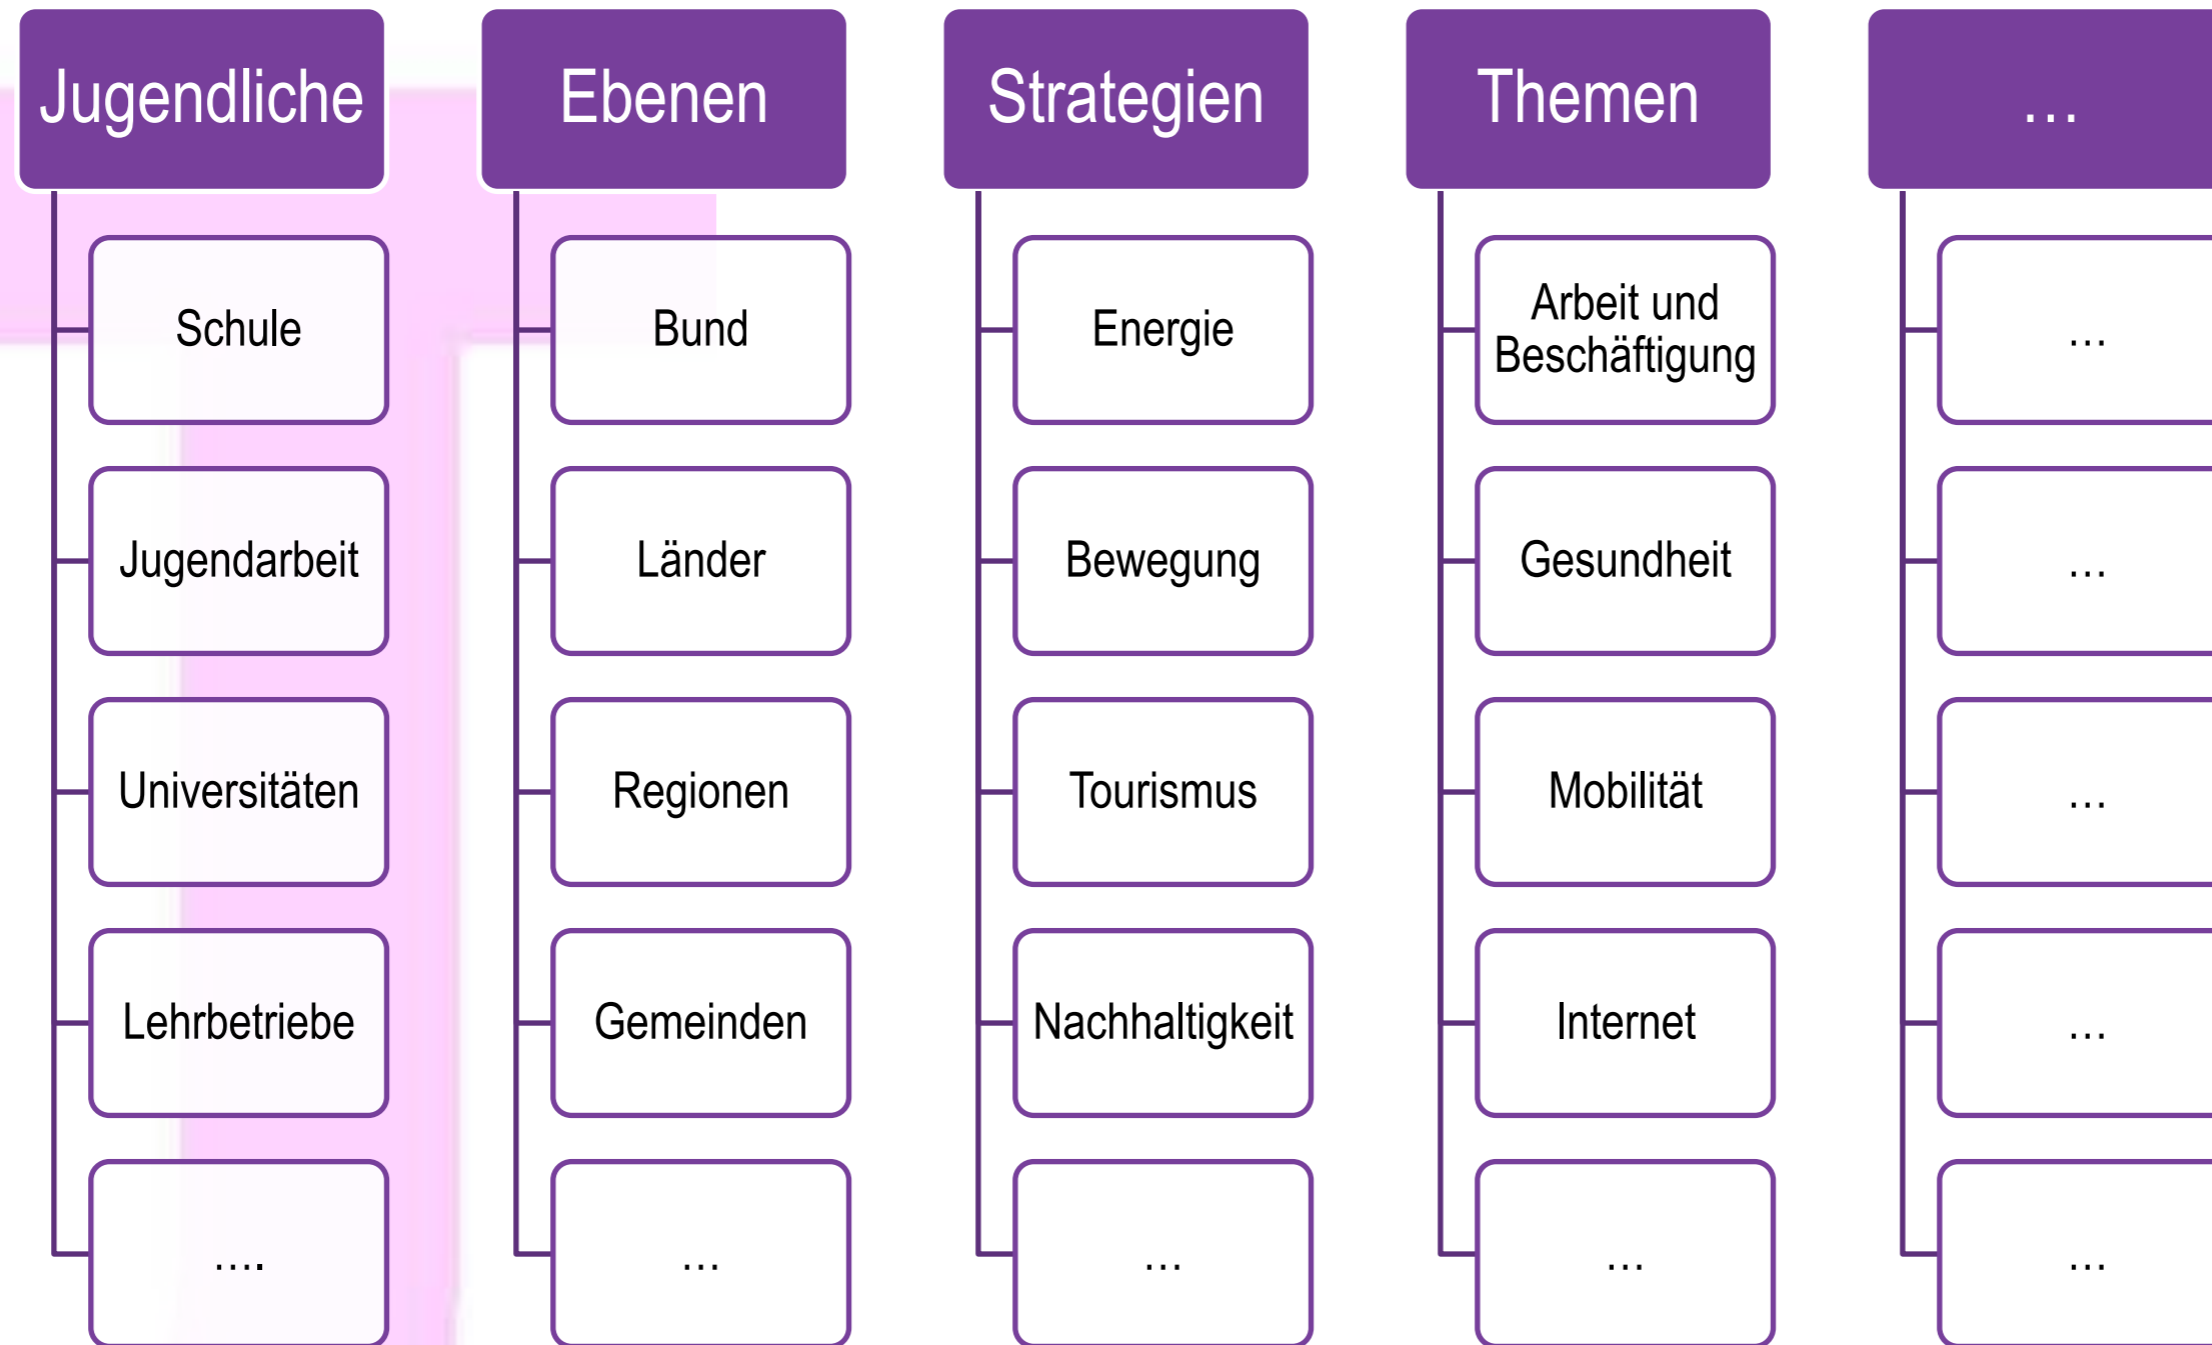 Jugendliche
Schule
Jugendarbeit
Universitäten
Lehrbetriebe
….
Ebenen
Bund
Länder
Regionen
Gemeinden
…
Strategien
Energie
Bewegung
Tourismus
Nachhaltigkeit
…
Themen
Arbeit und
Beschäftigung
Gesundheit
Mobilität
Internet
…
…
…
…
…
…
…